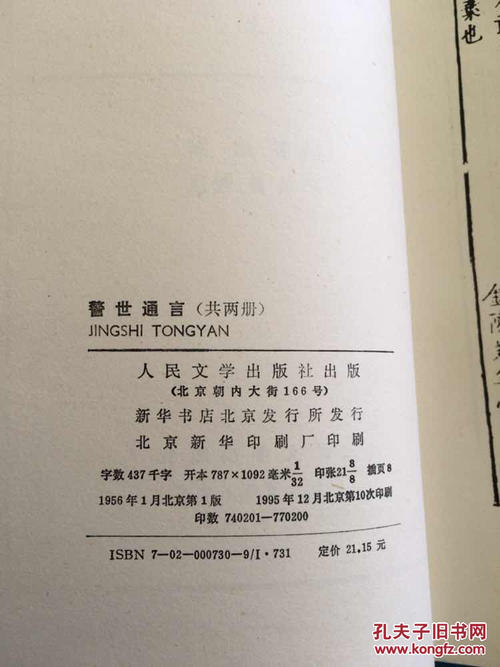 警世通言(共两册)
JINGSHI TONGYAN
人民文学出版社出版
(北京朝内大街166号)
新华书店北京发行所发行
北京新华印刷厂印刷
字数437千字 开本787×1092毫米1/32 印张21 8/8 插页8
1956年1月北京第1版 1995年12月北京第10次印刷
印数 740201-770200
ISBN 7-02-000730-9/I·731 定价 21.15 元
菜也
孔夫子旧书网
www.kongfz.com